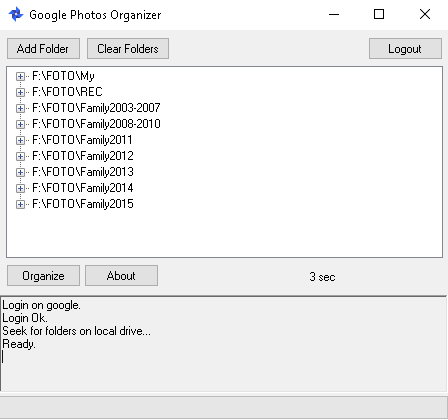 Google Photos Organizer
Add Folder Clear Folders Logout
F:\FOTO\My
F:\FOTO\REC
F:\FOTO\Family2003-2007
F:\FOTO\Family2008-2010
F:\FOTO\Family2011
F:\FOTO\Family2012
F:\FOTO\Family2013
F:\FOTO\Family2014
F:\FOTO\Family2015
Organize About 3 sec
Login on google.
Login Ok.
Seek for folders on local drive...
Ready.